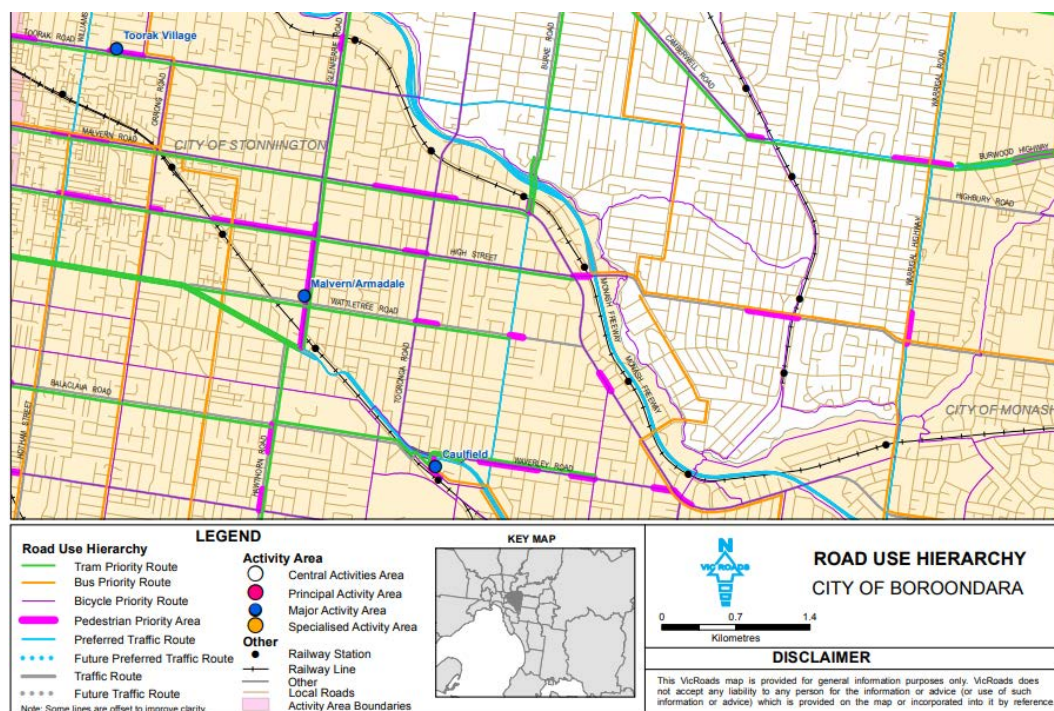 TOORAK ROAD
WILLIAMS
Toorak Village
ORRONG ROAD
GLENFERRIE ROAD
BURKE ROAD
CAMBERWELL ROAD
WARRIGAL ROAD
MALVERN ROAD
CITY OF STONNINGTON
BURWOOD HIGHWAY
HIGHBURY ROAD
HIGH STREET
WARRIGAL HIGHWAY
Malvern/Armadale
WATTLETREE ROAD
MONASH FREEWAY
MONASH FREEWAY
TOORONGA ROAD
BALACLAVA ROAD
HOTHAM STREET
HAWTHORN ROAD
CITY OF MONASH
Caulfield
WAVERLEY ROAD
LEGEND
Road Use Hierarchy
Tram Priority Route
Bus Priority Route
Bicycle Priority Route
Pedestrian Priority Area
Preferred Traffic Route
Future Preferred Traffic Route
Traffic Route
Future Traffic Route
Note: Some lines are offset to improve clarity
Activity Area
Central Activities Area
Principal Activity Area
Major Activity Area
Specialised Activity Area
Other
Railway Station
Railway Line
Other
Local Roads
Activity Area Boundaries
KEY MAP
N
VIC ROADS
ROAD USE HIERARCHY
CITY OF BOROONDARA
0 0.7 1.4
Kilometres
DISCLAIMER
This VicRoads map is provided for general information purposes only. VicRoads does
not accept any liability to any person for the information or advice (or use of such
information or advice) which is provided on the map or incorporated into it by reference